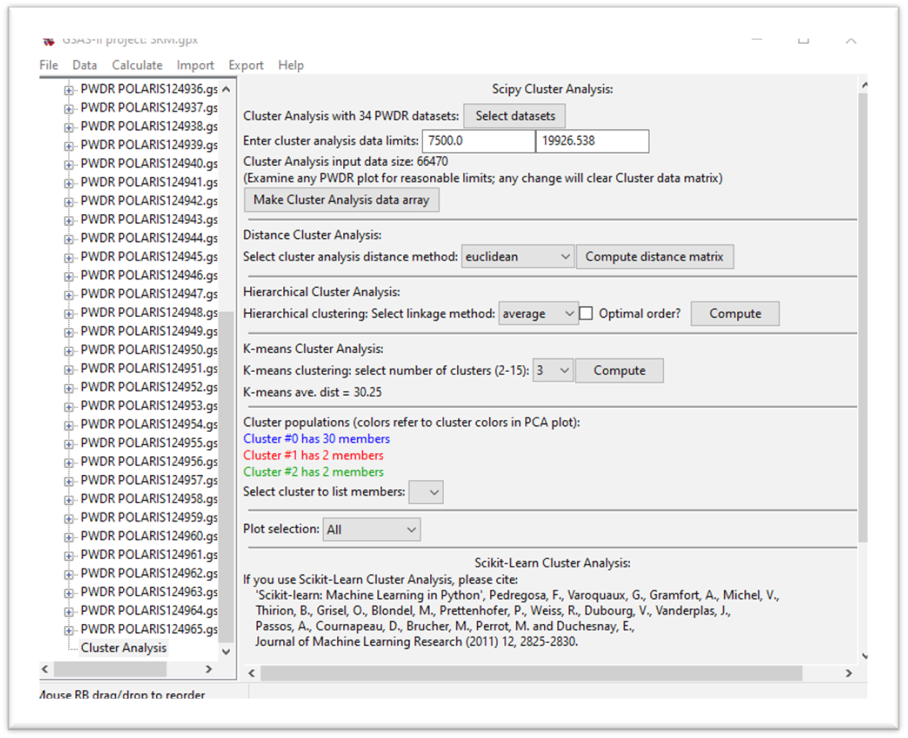 GSAS-II project: SRM.gpx
File Data Calculate Import Export Help
PWDR POLARIS124936.gs
PWDR POLARIS124937.gs
PWDR POLARIS124938.gs
PWDR POLARIS124939.gs
PWDR POLARIS124940.gs
PWDR POLARIS124941.gs
PWDR POLARIS124942.gs
PWDR POLARIS124943.gs
PWDR POLARIS124944.gs
PWDR POLARIS124945.gs
PWDR POLARIS124946.gs
PWDR POLARIS124947.gs
PWDR POLARIS124948.gs
PWDR POLARIS124949.gs
PWDR POLARIS124950.gs
PWDR POLARIS124951.gs
PWDR POLARIS124952.gs
PWDR POLARIS124953.gs
PWDR POLARIS124954.gs
PWDR POLARIS124955.gs
PWDR POLARIS124956.gs
PWDR POLARIS124957.gs
PWDR POLARIS124958.gs
PWDR POLARIS124959.gs
PWDR POLARIS124960.gs
PWDR POLARIS124961.gs
PWDR POLARIS124962.gs
PWDR POLARIS124963.gs
PWDR POLARIS124964.gs
PWDR POLARIS124965.gs
Cluster Analysis
Scipy Cluster Analysis:
Cluster Analysis with 34 PWDR datasets: Select datasets
Enter cluster analysis data limits: 7500.0 19926.538
Cluster Analysis input data size: 66470
(Examine any PWDR plot for reasonable limits; any change will clear Cluster data matrix)
Make Cluster Analysis data array
Distance Cluster Analysis:
Select cluster analysis distance method: euclidean Compute distance matrix
Hierarchical Cluster Analysis:
Hierarchical clustering: Select linkage method: average Optimal order? Compute
K-means Cluster Analysis:
K-means clustering: select number of clusters (2-15): 3 Compute
K-means ave. dist = 30.25
Cluster populations (colors refer to cluster colors in PCA plot):
Cluster #0 has 30 members
Cluster #1 has 2 members
Cluster #2 has 2 members
Select cluster to list members:
Plot selection: All
Scikit-Learn Cluster Analysis:
If you use Scikit-Learn Cluster Analysis, please cite:
'Scikit-learn: Machine Learning in Python', Pedregosa, F., Varoquaux, G., Gramfort, A., Michel, V.,
Thirion, B., Grisel, O., Blondel, M., Prettenhofer, P., Weiss, R., Dubourg, V., Vanderplas, J.,
Passos, A., Cournapeau, D., Brucher, M., Perrot, M. and Duchesnay, E.,
Journal of Machine Learning Research (2011) 12, 2825-2830.
Mouse RB drag/drop to reorder